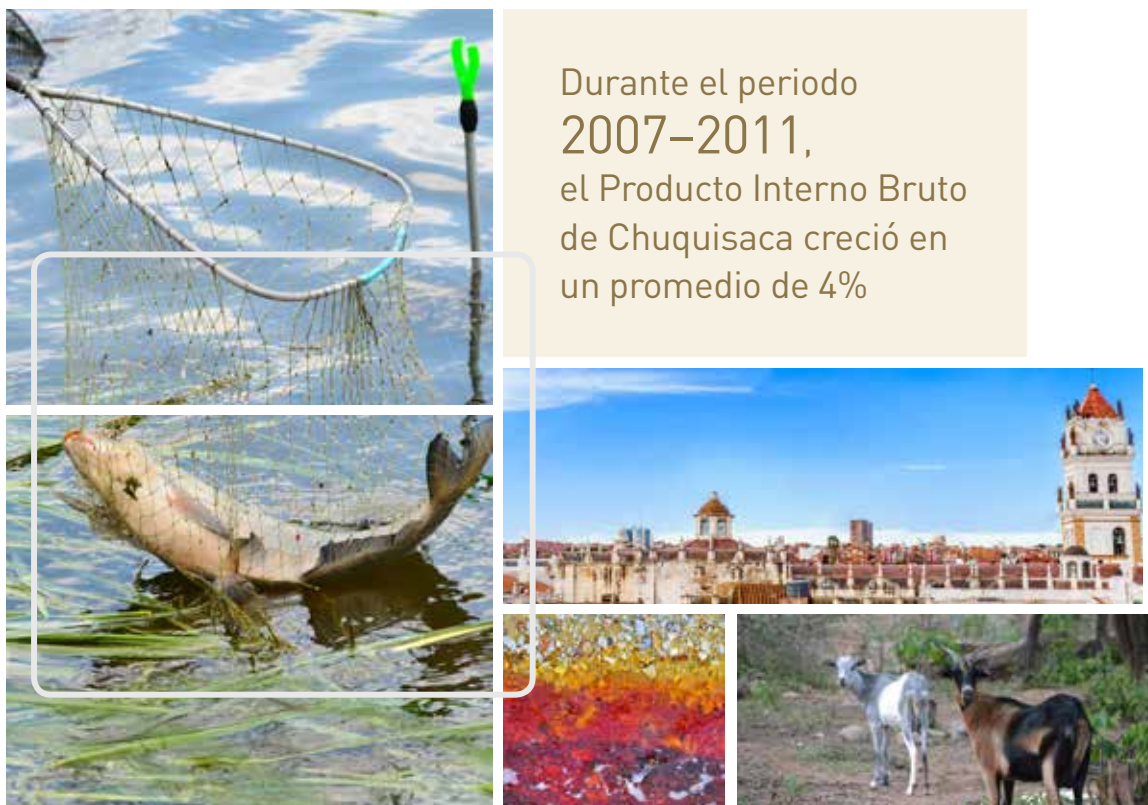 Durante el periodo
2007–2011,
el Producto Interno Bruto
de Chuquisaca creció en
un promedio de 4%